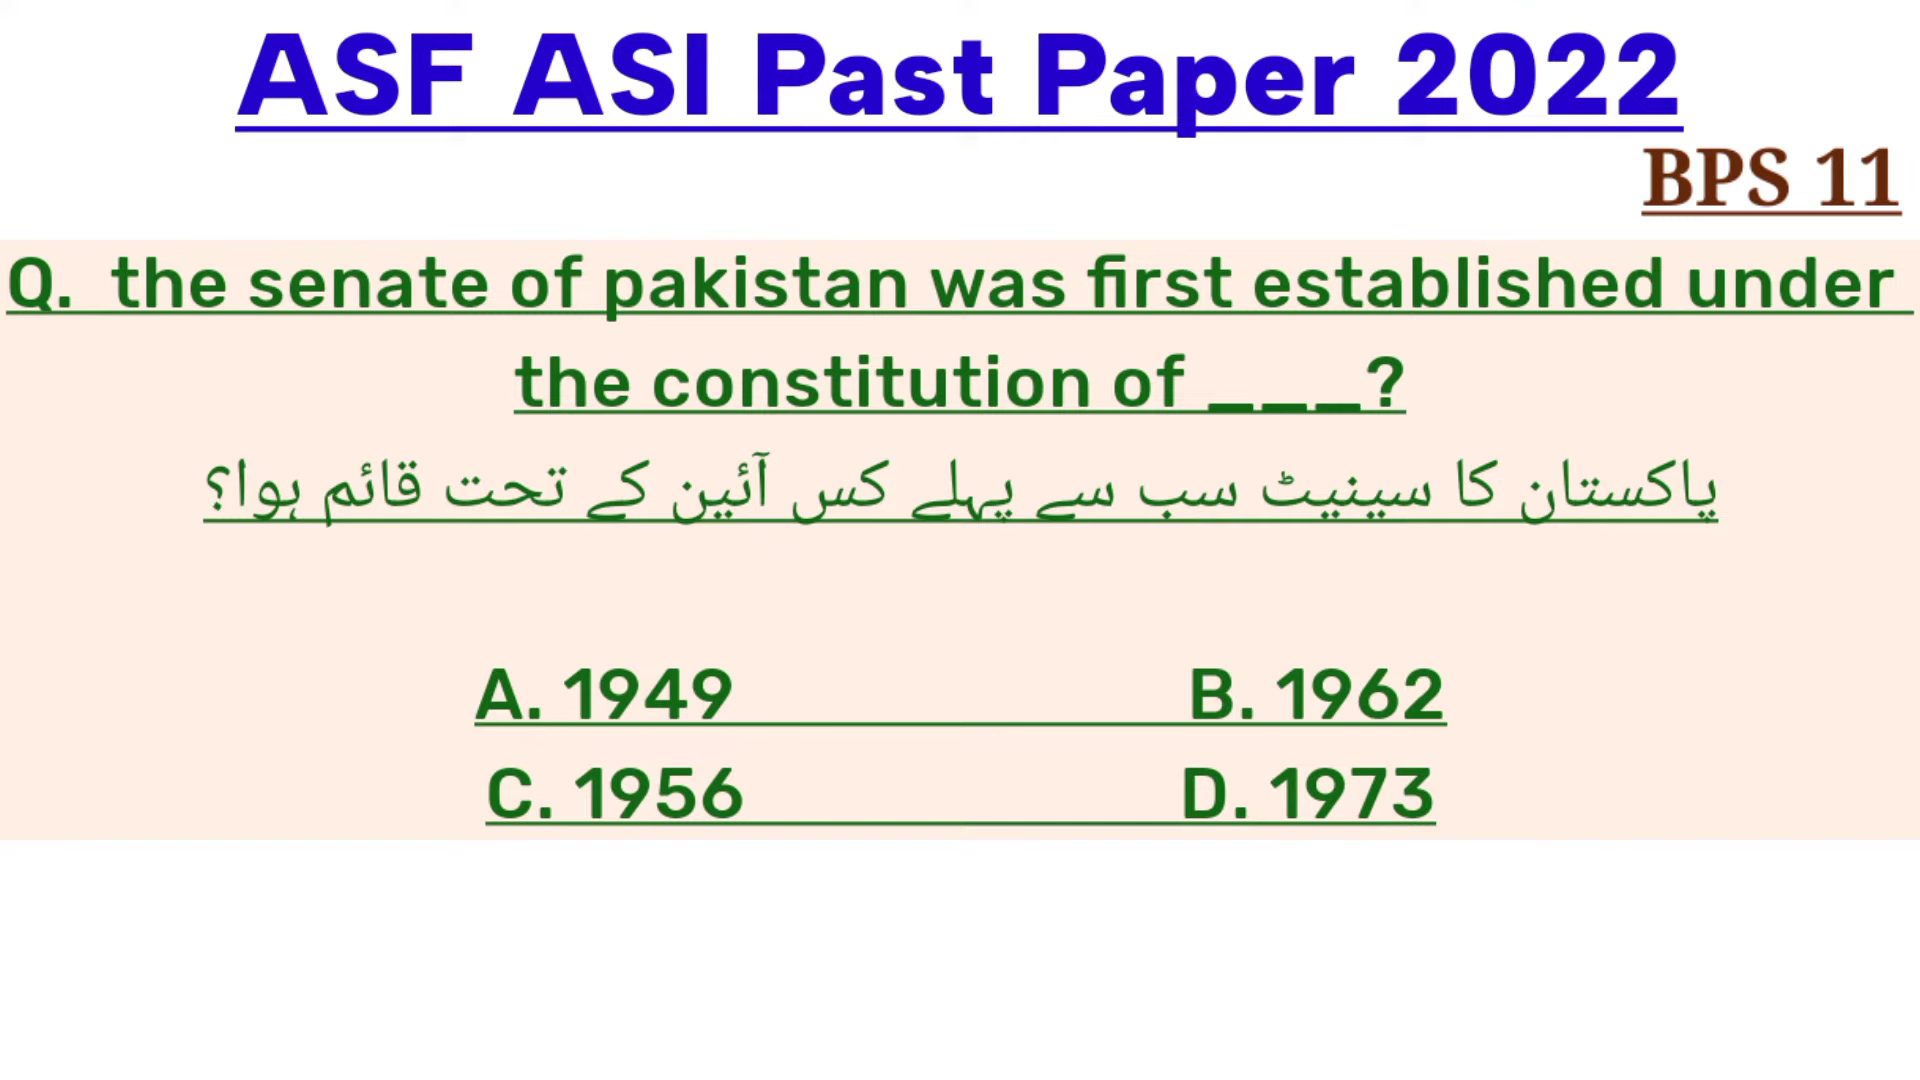 ASF ASI Past Paper 2022
BPS 11
Q. the senate of pakistan was first established under
the constitution of ___?
پاکستان کا سینیٹ سب سے پہلے کس آئین کے تحت قائم ہوا؟
A. 1949 B. 1962
C. 1956 D. 1973